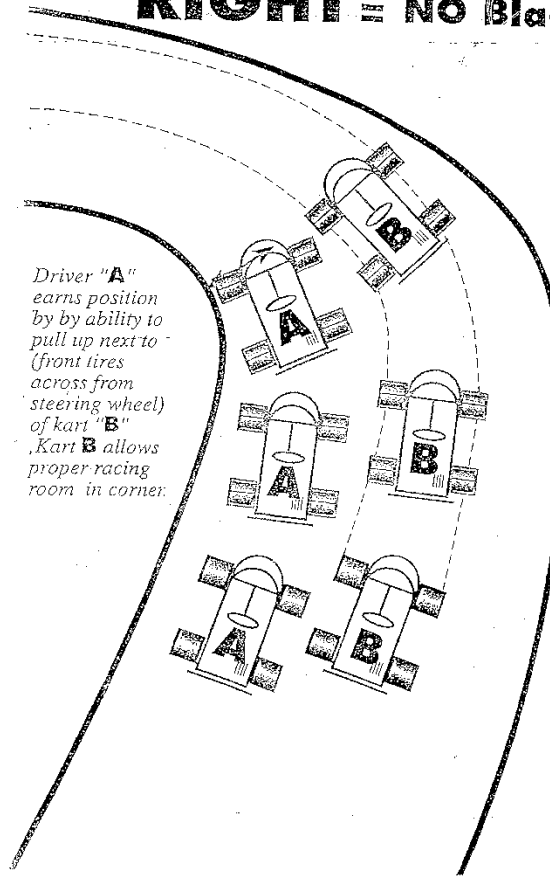 RIGHT = No Bla
Driver "A"
earns position
by by ability to
pull up next to
(front tires
across from
steering wheel)
of kart "B"
,Kart B allows
proper racing
room in corner.
B
A
B
A
A
B